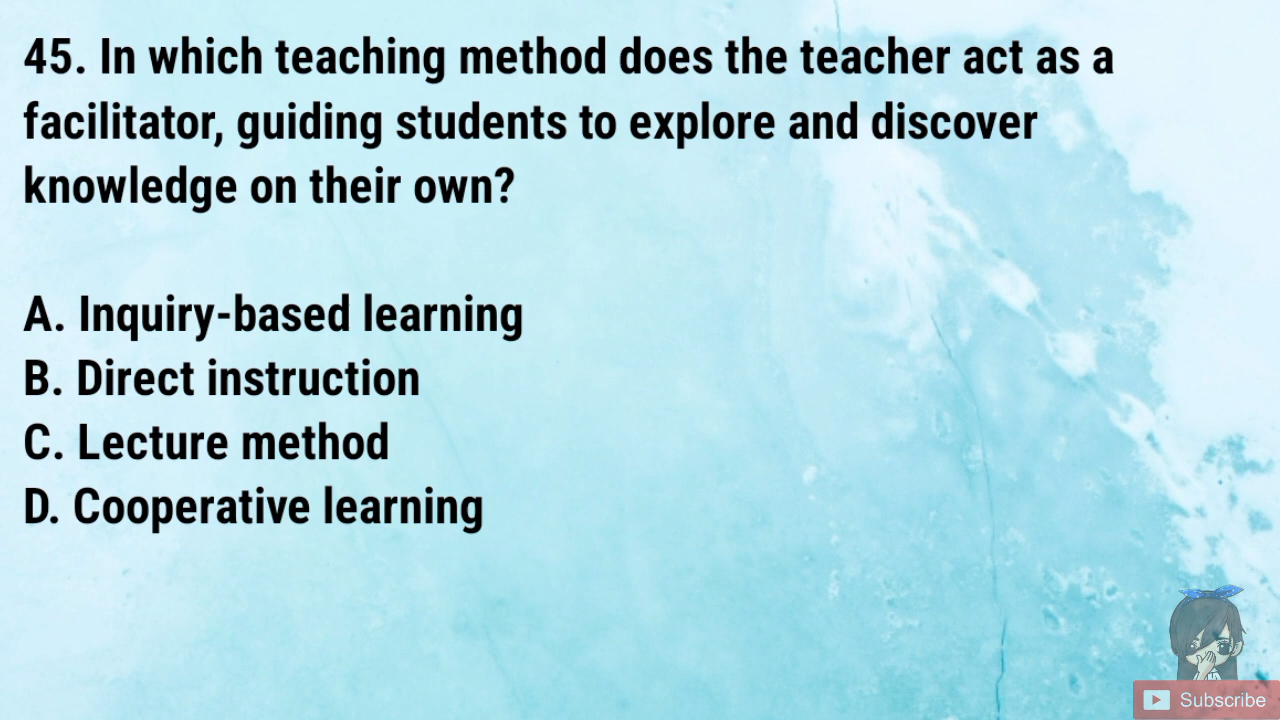 45. In which teaching method does the teacher act as a
facilitator, guiding students to explore and discover
knowledge on their own?
A. Inquiry-based learning
B. Direct instruction
C. Lecture method
D. Cooperative learning
Subscribe